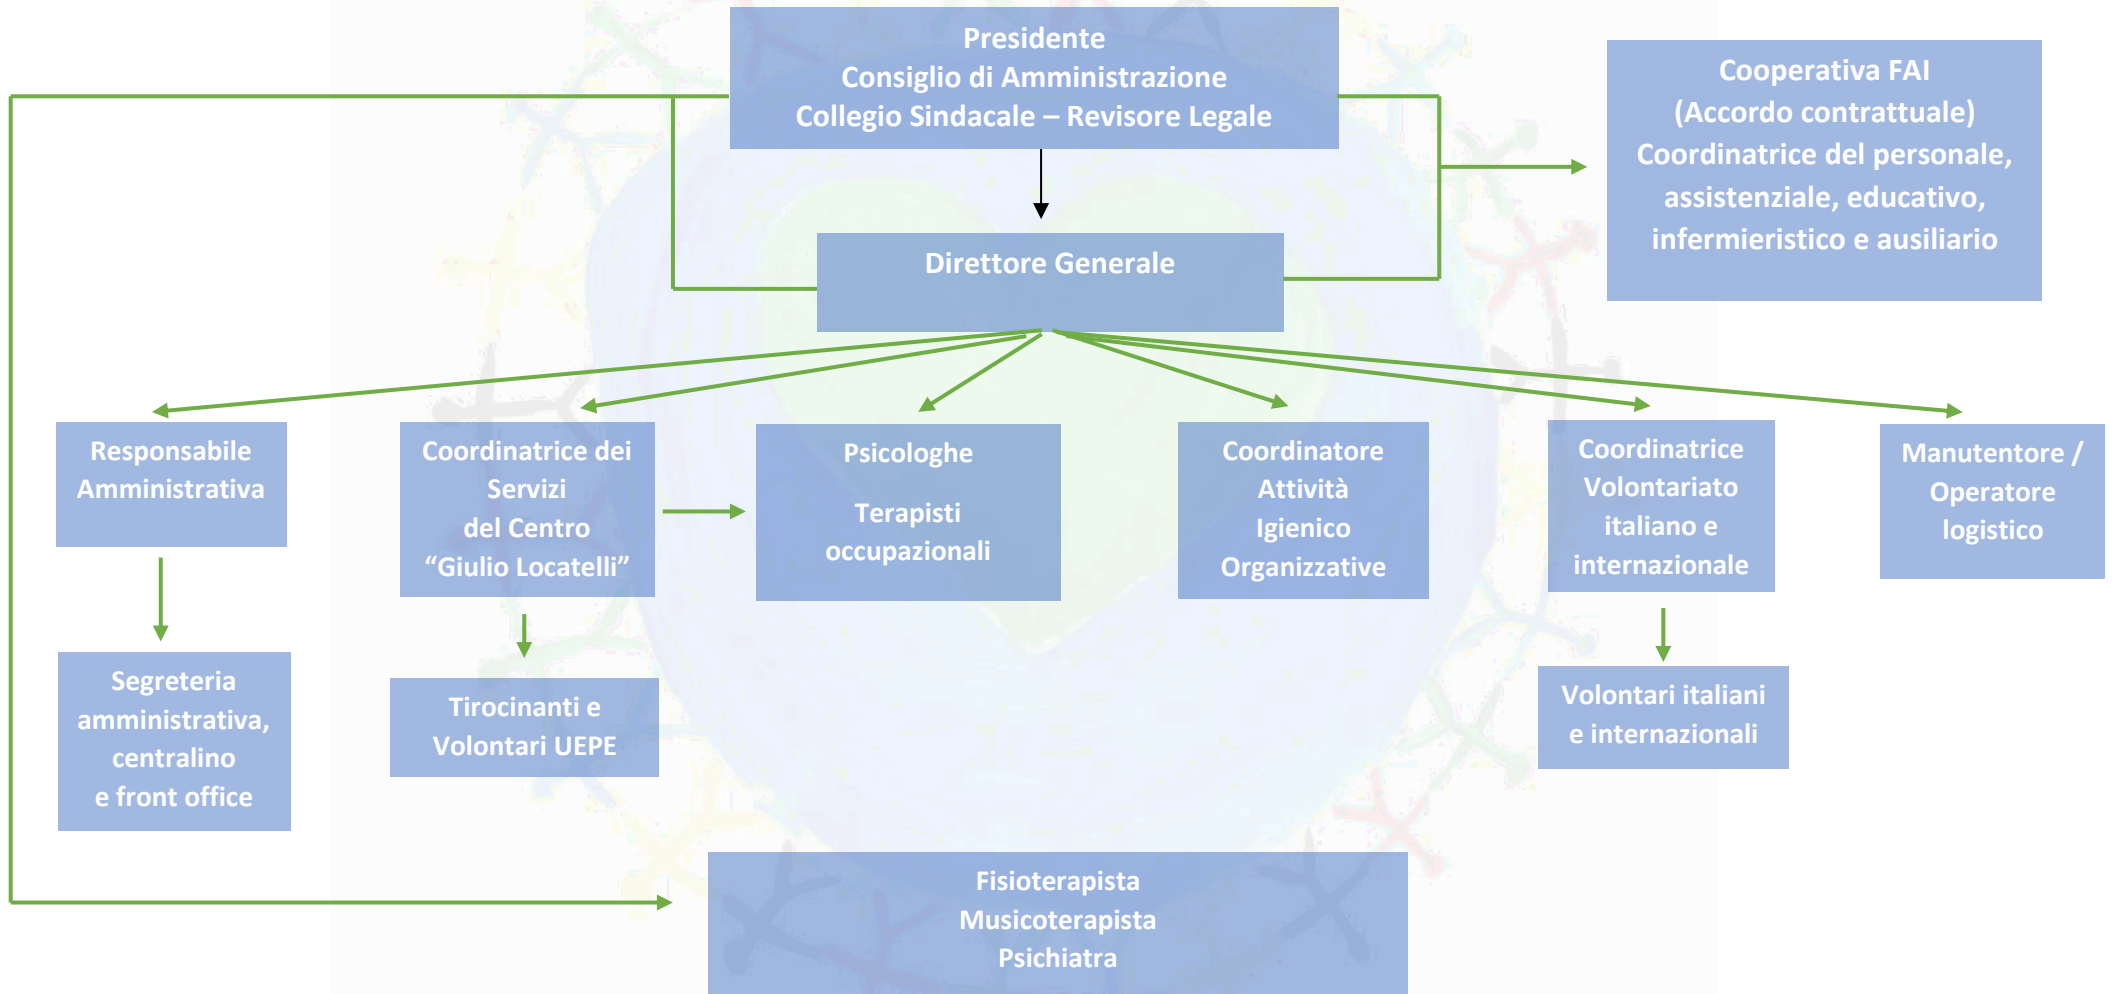 Presidente
Consiglio di Amministrazione
Collegio Sindacale – Revisore Legale
Cooperativa FAI
(Accordo contrattuale)
Coordinatrice del personale,
assistenziale, educativo,
infermieristico e ausiliario
Direttore Generale
Responsabile
Amministrativa
Coordinatrice dei
Servizi
del Centro
“Giulio Locatelli”
Psicologhe
Terapisti
occupazionali
Coordinatore
Attività
Igienico
Organizzative
Coordinatrice
Volontariato
italiano e
internazionale
Manutentore /
Operatore
logistico
Segreteria
amministrativa,
centralino
e front office
Tirocinanti e
Volontari UEPE
Volontari italiani
e internazionali
Fisioterapista
Musicoterapista
Psichiatra